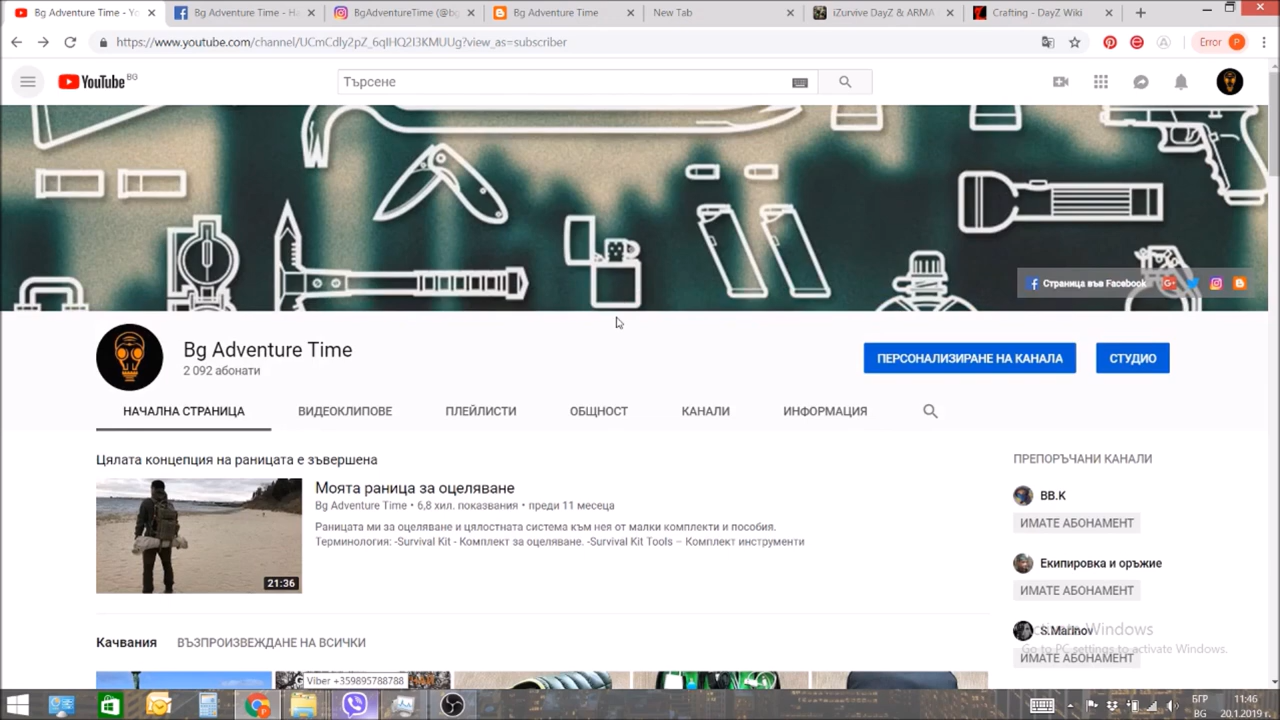 Bg Adventure Time - Yo
Bg Adventure Time - Ha
BgAdventureTime (@bg
Bg Adventure Time
New Tab
iZurvive DayZ & ARMA
Crafting - DayZ Wiki
https://www.youtube.com/channel/UCmCdly2pZ_6qIHQ2I3KMUUg?view_as=subscriber
Error
P
YouTube
BG
Търсене
Страница във Facebook
Bg Adventure Time
2 092 абонати
ПЕРСОНАЛИЗИРАНЕ НА КАНАЛА
СТУДИО
НАЧАЛНА СТРАНИЦА
ВИДЕОКЛИПОВЕ
ПЛЕЙЛИСТИ
ОБЩНОСТ
КАНАЛИ
ИНФОРМАЦИЯ
Цялата концепция на раницата е зъвершена
Моята раница за оцеляване
Bg Adventure Time • 6,8 хил. показвания • преди 11 месеца
Раницата ми за оцеляване и цялостната система към нея от малки комплекти и пособия.
Терминология: -Survival Kit - Комплект за оцеляване. -Survival Kit Tools – Комплект инструменти
21:36
ПРЕПОРЪЧАНИ КАНАЛИ
BB.K
ИМАТЕ АБОНАМЕНТ
Екипировка и оръжие
ИМАТЕ АБОНАМЕНТ
S.Marinov
ИМАТЕ АБОНАМЕНТ
Activate Windows
Go to PC settings to activate Windows.
Качвания
ВЪЗПРОИЗВЕЖДАНЕ НА ВСИЧКИ
Viber +359895788788
БГР
BG
11:46
20.1.2019 г.